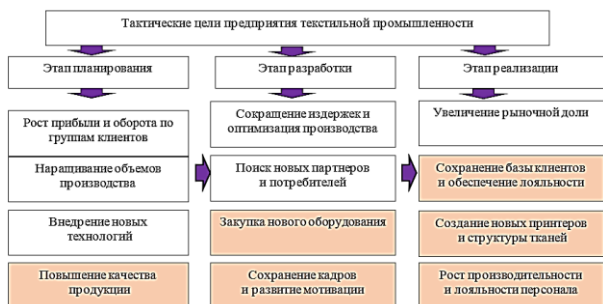 Тактические цели предприятия текстильной промышленности
Этап планирования
Этап разработки
Этап реализации
Рост прибыли и оборота по
группам клиентов
Сокращение издержек и
оптимизация производства
Увеличение рыночной доли
Наращивание объемов
производства
Поиск новых партнеров
и потребителей
Сохранение базы клиентов
и обеспечение лояльности
Внедрение новых
технологий
Закупка нового оборудования
Создание новых принтеров
и структуры тканей
Повышение качества
продукции
Сохранение кадров
и развитие мотивации
Рост производительности
и лояльности персонала